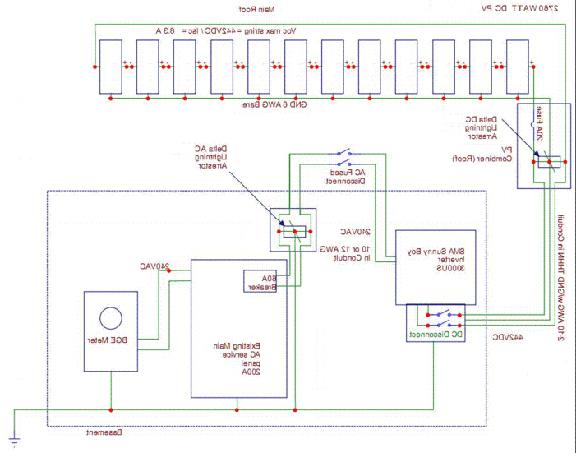 2760 WATT DC PV
Main Roof
Voc max string = 442VDC / Isc = 8.3 A
GND 6 AWG Bare
20A Fuse
Delta DC
Lightning
Arrestor
PV
Combiner (Roof)
Delta AC
Lightning
Arrestor
AC Fused
Disconnect
240VAC
10 or 12 AWG
In Conduit
SMA Sunny Boy
Inverter
3000US
DC Disconnect
442VDC
2 10 AWG w/GND THHN in Conduit
240VAC
60A
Breaker
BGE Meter
Existing Main
AC service
panel
200A
Basement